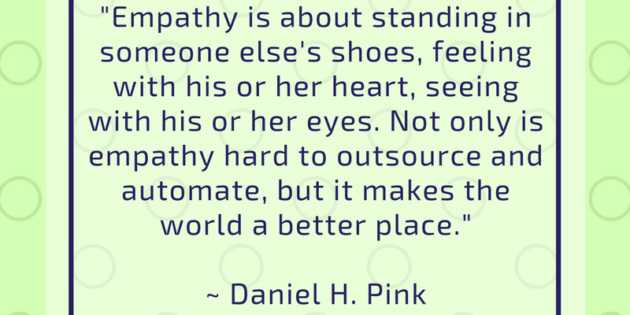 "Empathy is about standing in
someone else's shoes, feeling
with his or her heart, seeing
with his or her eyes. Not only is
empathy hard to outsource and
automate, but it makes the
world a better place."
~ Daniel H. Pink